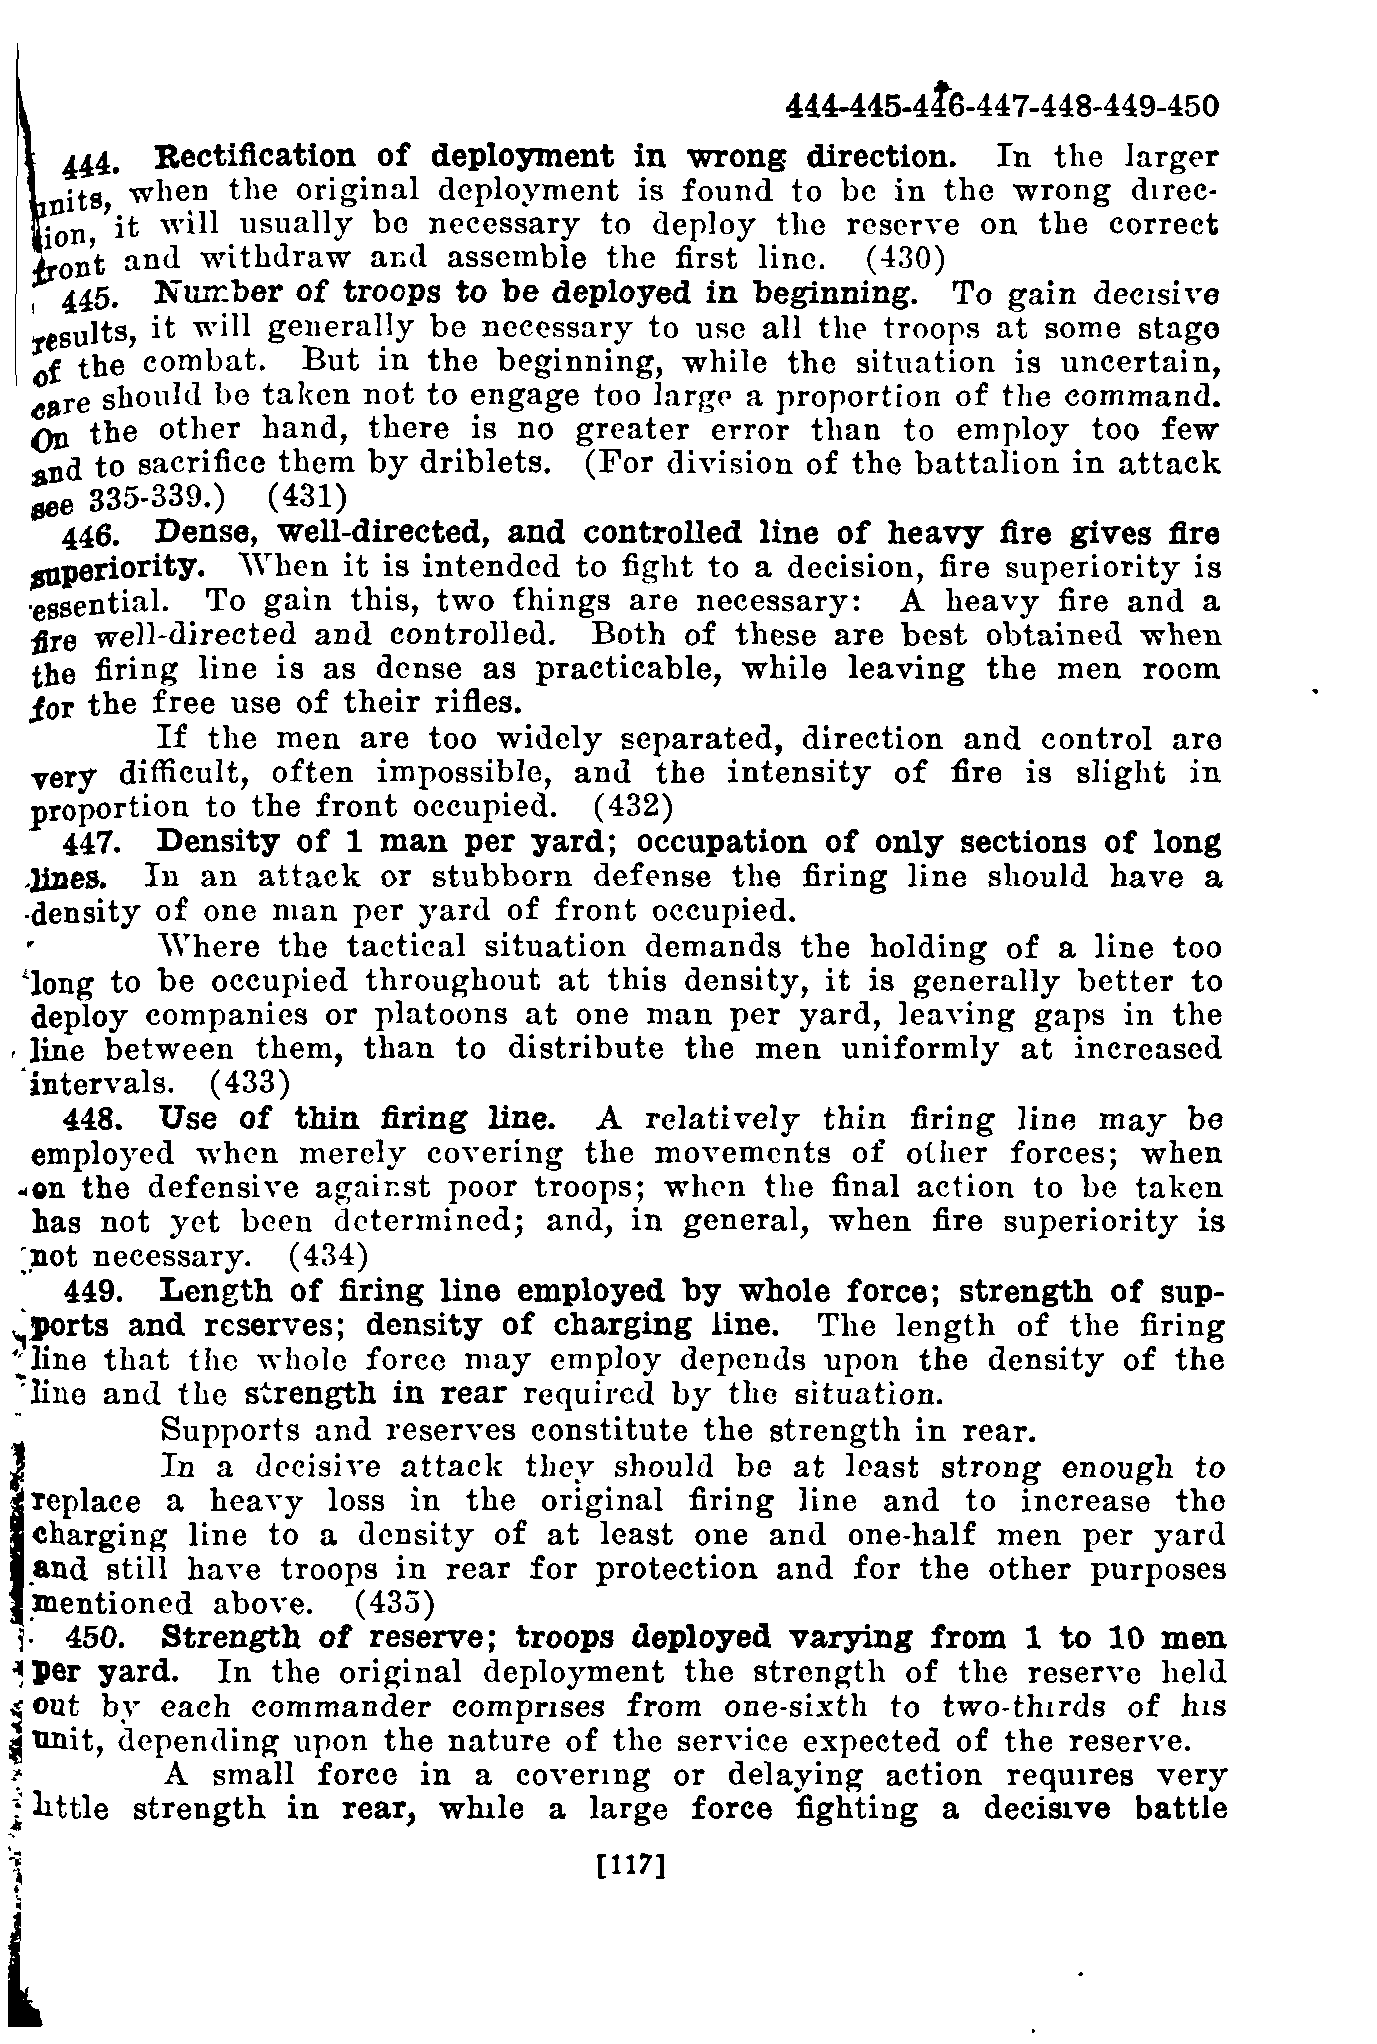 444-445-446-447-448-449-450
444. Rectification of deployment in wrong direction. In the larger
units, when the original deployment is found to be in the wrong direc-
tion, it will usually be necessary to deploy the reserve on the correct
front and withdraw and assemble the first line. (430)
445. Number of troops to be deployed in beginning. To gain decisive
results, it will generally be necessary to use all the troops at some stage
of the combat. But in the beginning, while the situation is uncertain,
care should be taken not to engage too large a proportion of the command.
On the other hand, there is no greater error than to employ too few
and to sacrifice them by driblets. (For division of the battalion in attack
see 335-339.) (431)
446. Dense, well-directed, and controlled line of heavy fire gives fire
superiority. When it is intended to fight to a decision, fire superiority is
essential. To gain this, two things are necessary: A heavy fire and a
fire well-directed and controlled. Both of these are best obtained when
the firing line is as dense as practicable, while leaving the men room
for the free use of their rifles.
If the men are too widely separated, direction and control are
very difficult, often impossible, and the intensity of fire is slight in
proportion to the front occupied. (432)
447. Density of 1 man per yard; occupation of only sections of long
lines. In an attack or stubborn defense the firing line should have a
density of one man per yard of front occupied.
Where the tactical situation demands the holding of a line too
long to be occupied throughout at this density, it is generally better to
deploy companies or platoons at one man per yard, leaving gaps in the
line between them, than to distribute the men uniformly at increased
intervals. (433)
448. Use of thin firing line. A relatively thin firing line may be
employed when merely covering the movements of other forces; when
on the defensive against poor troops; when the final action to be taken
has not yet been determined; and, in general, when fire superiority is
not necessary. (434)
449. Length of firing line employed by whole force; strength of sup-
ports and reserves; density of charging line. The length of the firing
line that the whole force may employ depends upon the density of the
line and the strength in rear required by the situation.
Supports and reserves constitute the strength in rear.
In a decisive attack they should be at least strong enough to
replace a heavy loss in the original firing line and to increase the
charging line to a density of at least one and one-half men per yard
and still have troops in rear for protection and for the other purposes
mentioned above. (435)
450. Strength of reserve; troops deployed varying from 1 to 10 men
per yard. In the original deployment the strength of the reserve held
out by each commander comprises from one-sixth to two-thirds of his
unit, depending upon the nature of the service expected of the reserve.
A small force in a covering or delaying action requires very
little strength in rear, while a large force fighting a decisive battle
[117]